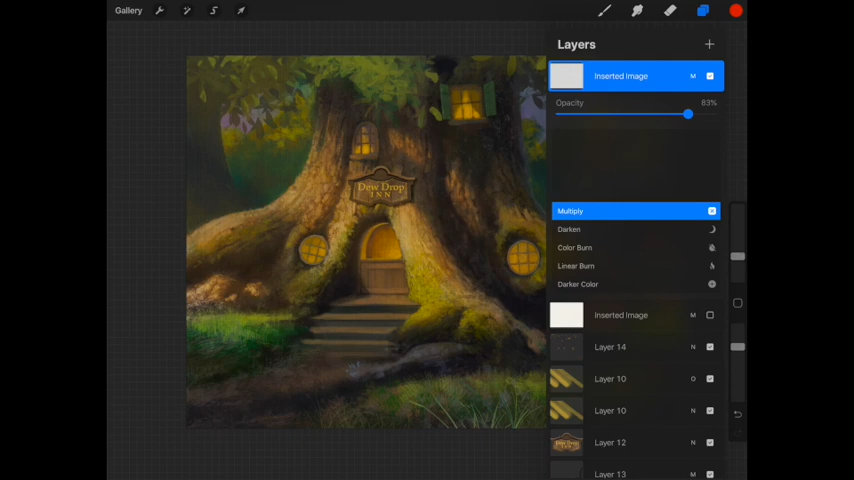 Gallery
Layers
Inserted Image M
Opacity 83%
Multiply
Darken
Color Burn
Linear Burn
Darker Color
Inserted Image M
Layer 14 N
Layer 10 O
Layer 10 N
Layer 12 N
Layer 13 M
Dew Drop
INN